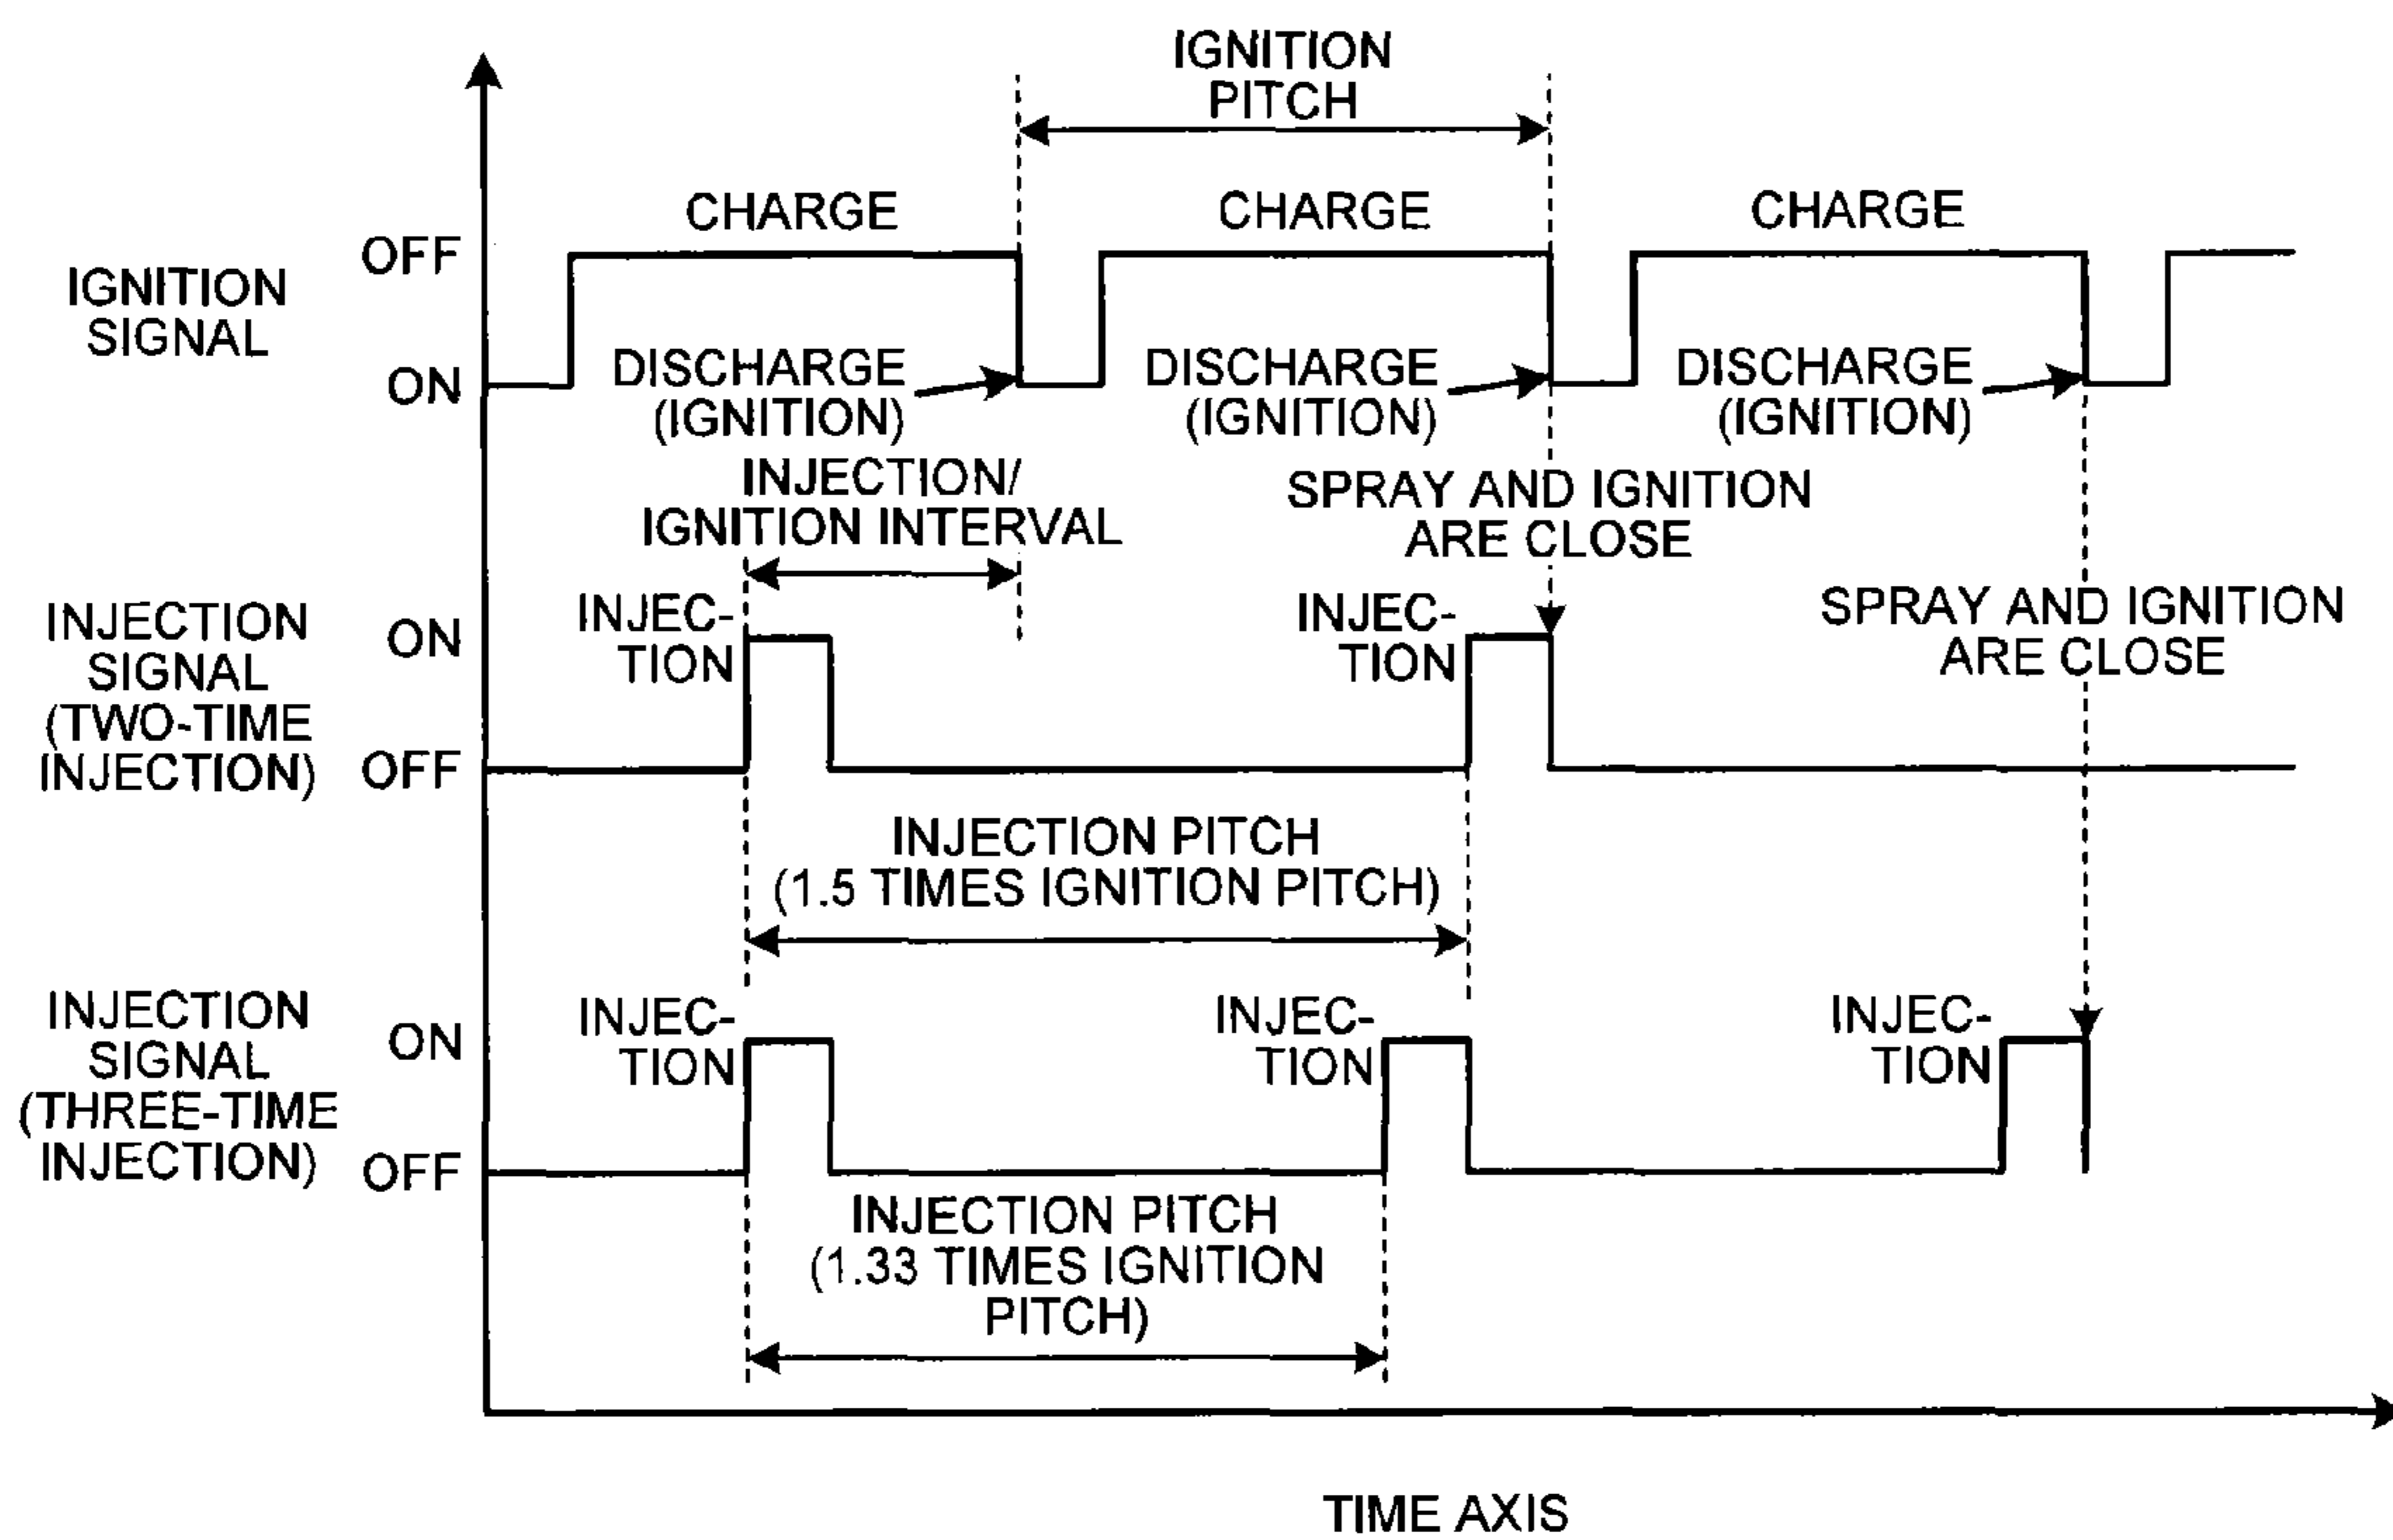 IGNITION
PITCH
CHARGE
CHARGE
CHARGE
OFF
IGNITION
SIGNAL
ON
DISCHARGE
(IGNITION)
DISCHARGE
(IGNITION)
DISCHARGE
(IGNITION)
INJECTION/
IGNITION INTERVAL
SPRAY AND IGNITION
ARE CLOSE
SPRAY AND IGNITION
ARE CLOSE
INJECTION
SIGNAL
(TWO-TIME
INJECTION)
ON
OFF
INJEC-
TION
INJEC-
TION
INJECTION PITCH
(1.5 TIMES IGNITION PITCH)
INJECTION
SIGNAL
(THREE-TIME
INJECTION)
ON
OFF
INJEC-
TION
INJEC-
TION
INJEC-
TION
INJECTION PITCH
(1.33 TIMES IGNITION
PITCH)
TIME AXIS